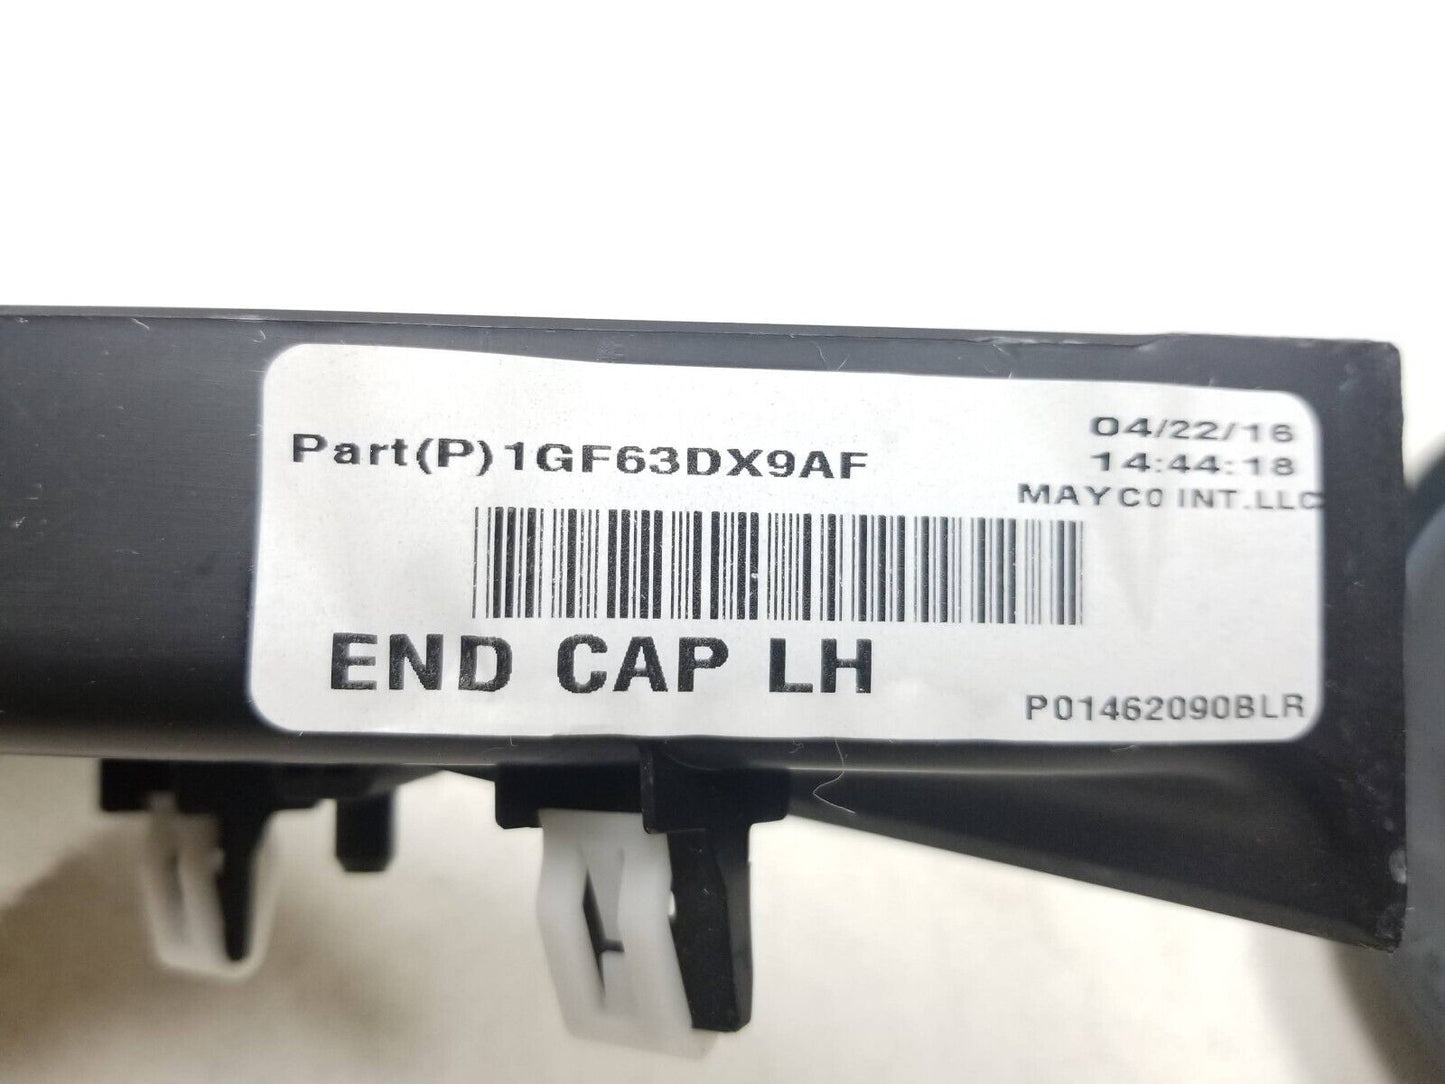 Part(P)1GF63DX9AF
04/22/16
14:44:18
MAYCO INT.LLC
END CAP LH
P01462090BLR